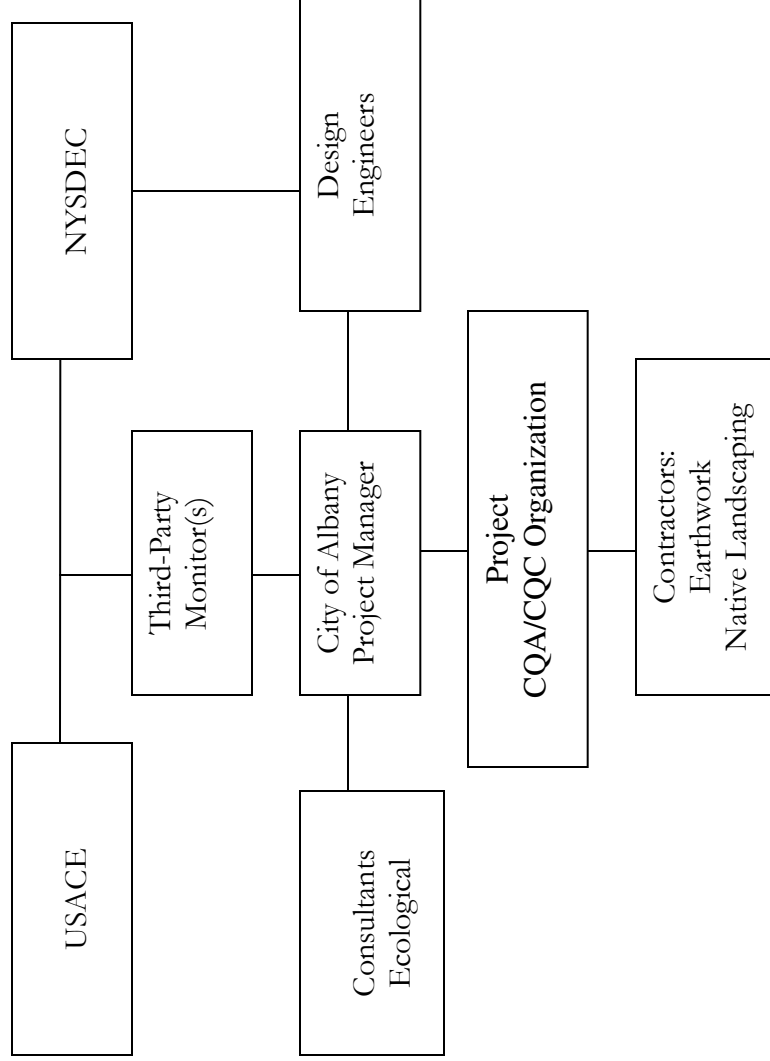 USACE
NYSDEC
Third-Party
Monitor(s)
Consultants
Ecological
City of Albany
Project Manager
Design
Engineers
Project
CQA/CQC Organization
Contractors:
Earthwork
Native Landscaping